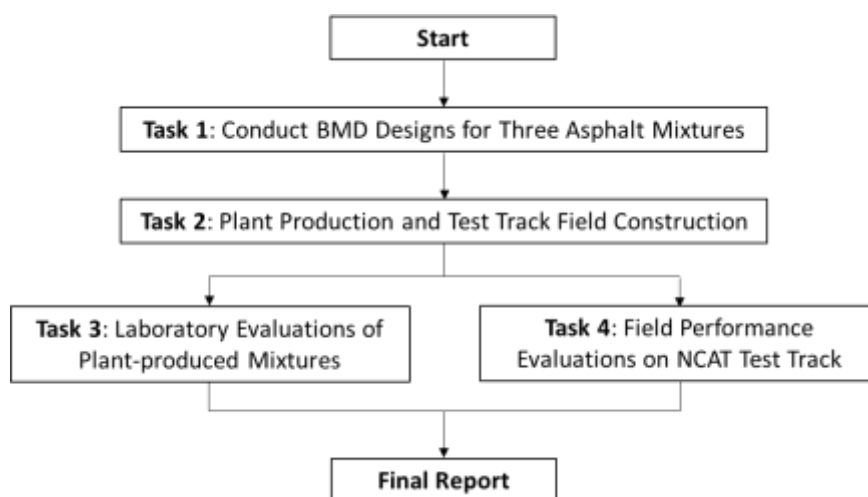 Start
Task 1: Conduct BMD Designs for Three Asphalt Mixtures
Task 2: Plant Production and Test Track Field Construction
Task 3: Laboratory Evaluations of
Plant-produced Mixtures
Task 4: Field Performance
Evaluations on NCAT Test Track
Final Report